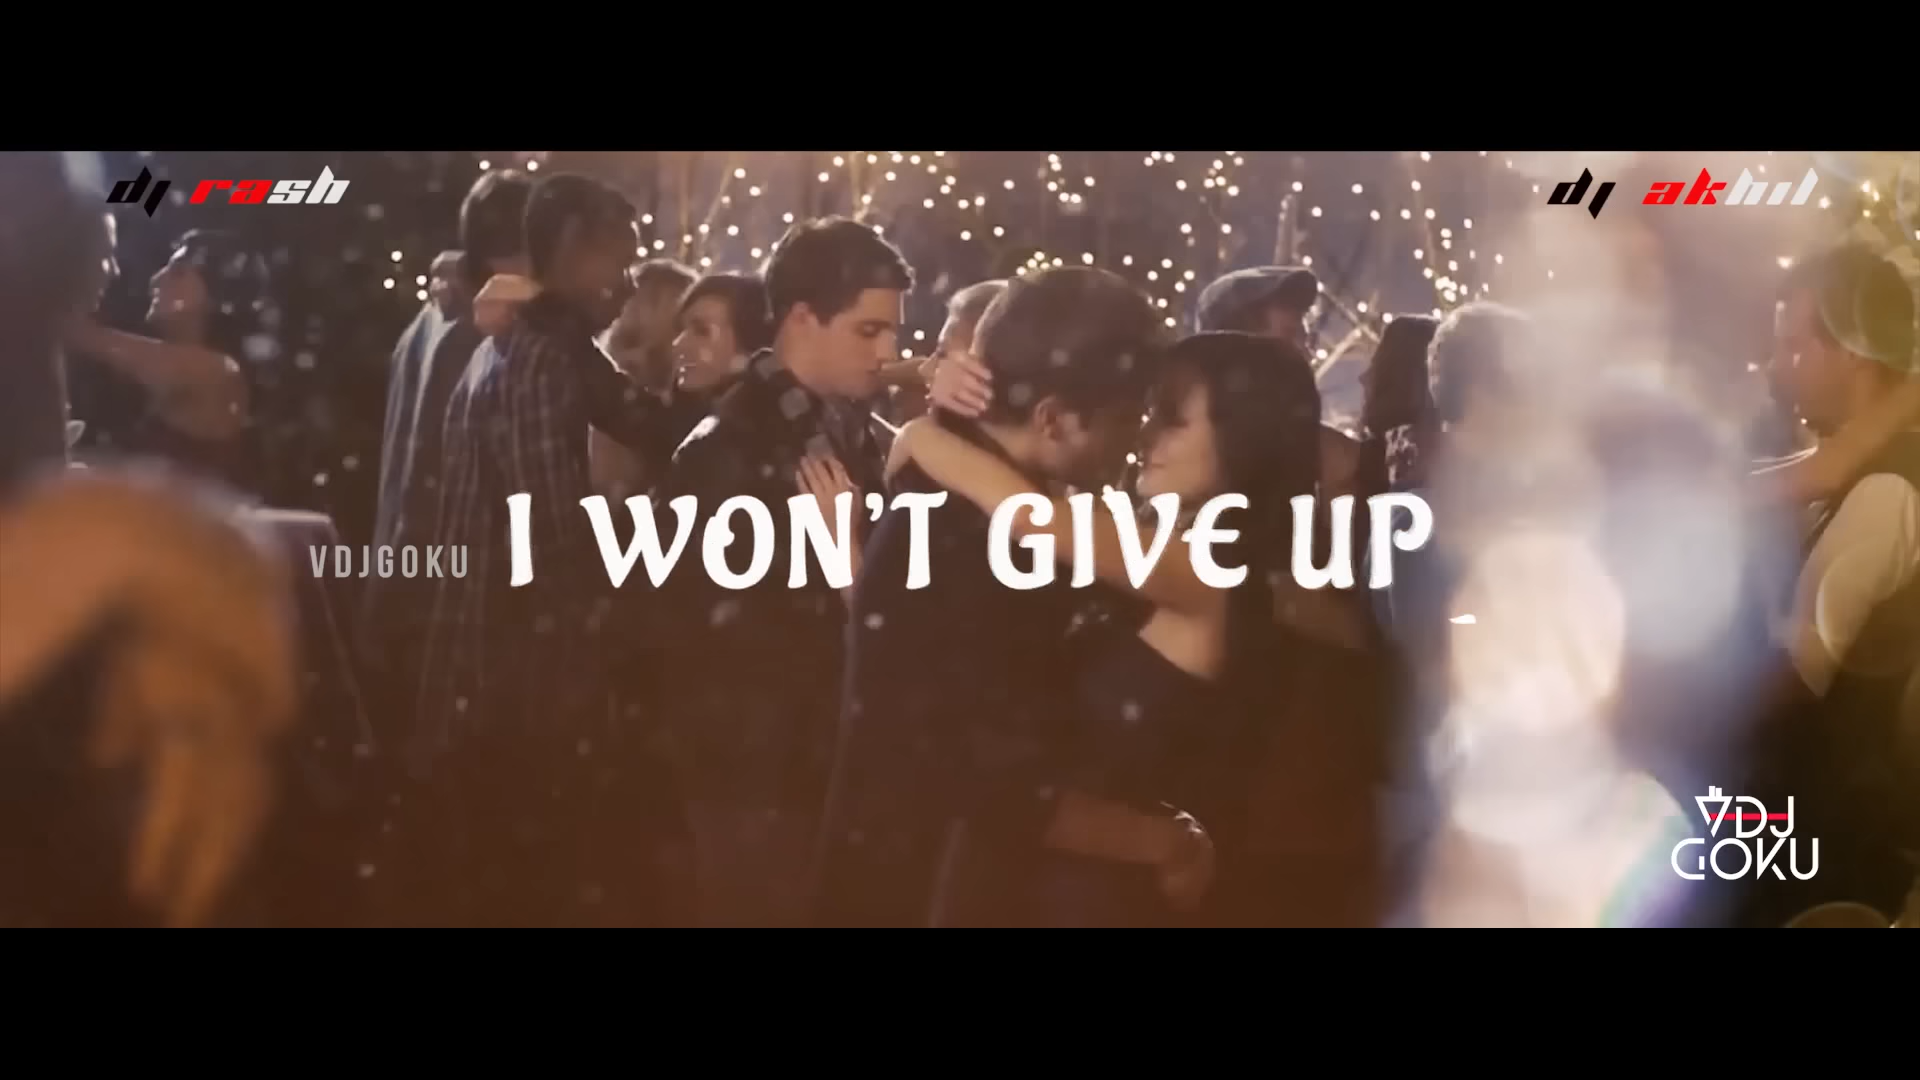 dj rash
dj akhil
I WON'T GIVE UP
VDJGOKU
VDJ
GOKU